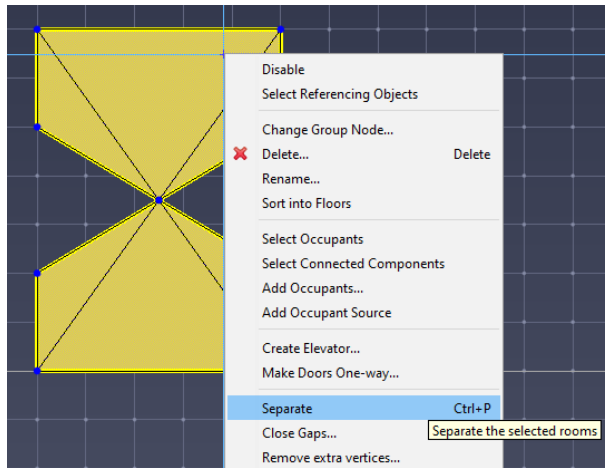 Disable
Select Referencing Objects
Change Group Node...
Delete... Delete
Rename...
Sort into Floors
Select Occupants
Select Connected Components
Add Occupants...
Add Occupant Source
Create Elevator...
Make Doors One-way...
Separate Ctrl+P
Separate the selected rooms
Close Gaps...
Remove extra vertices...